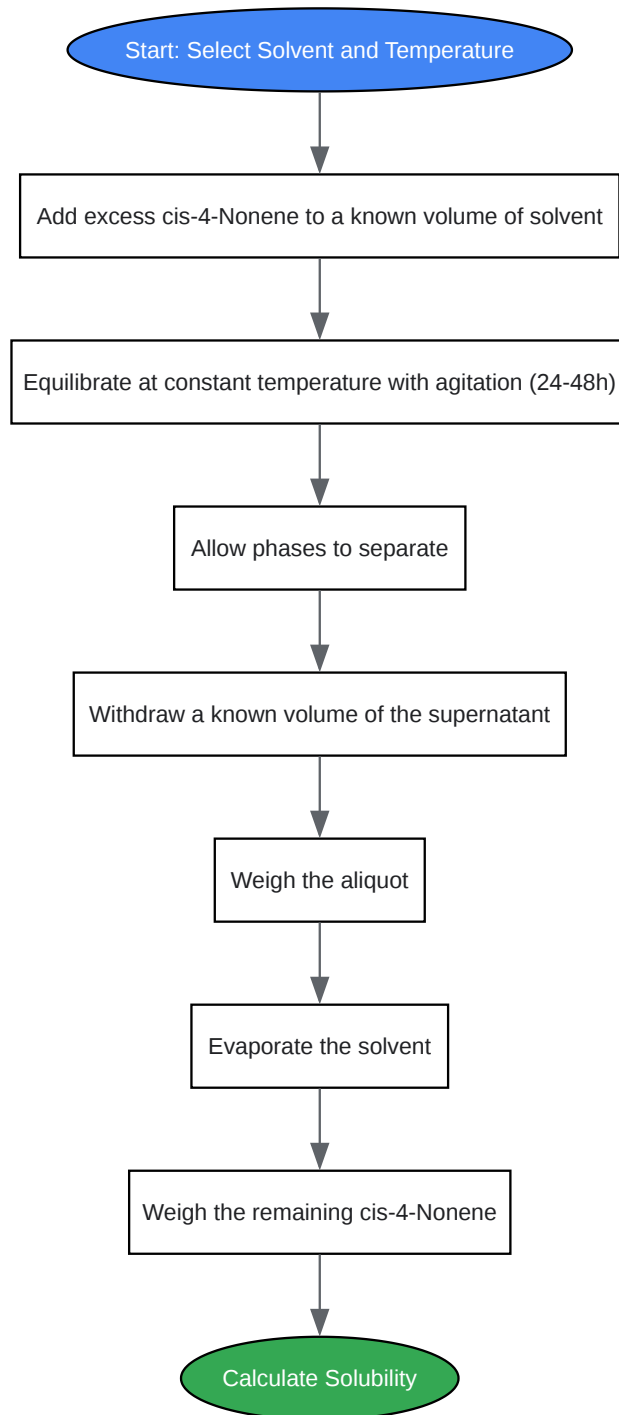 Start: Select Solvent and Temperature
Add excess cis-4-Nonene to a known volume of solvent
Equilibrate at constant temperature with agitation (24-48h)
Allow phases to separate
Withdraw a known volume of the supernatant
Weigh the aliquot
Evaporate the solvent
Weigh the remaining cis-4-Nonene
Calculate Solubility